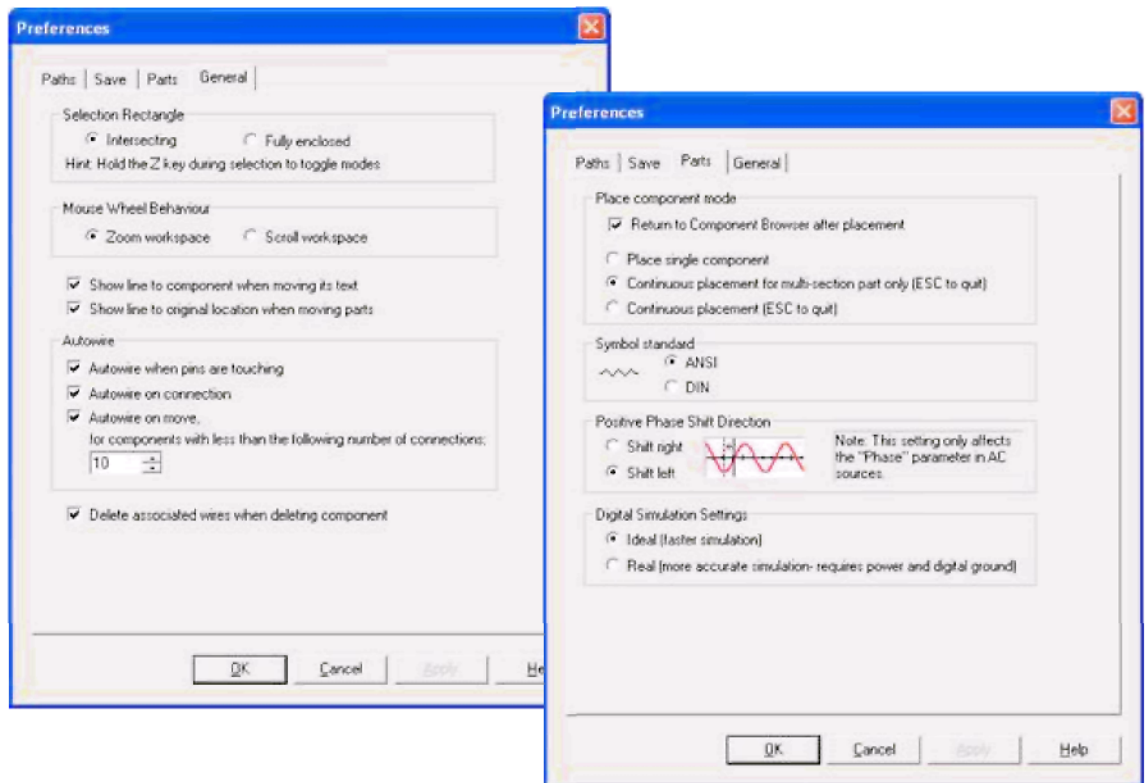 Preferences
Paths Save Parts General
Selection Rectangle
Intersecting Fully enclosed
Hint: Hold the Z key during selection to toggle modes
Mouse Wheel Behaviour
Zoom workspace Scroll workspace
Show line to component when moving its text
Show line to original location when moving parts
Autowire
Autowire when pins are touching
Autowire on connection
Autowire on move,
for components with less than the following number of connections:
10
Delete associated wires when deleting component
OK Cancel Apply He
Preferences
Paths Save Parts General
Place component mode
Return to Component Browser after placement
Place single component
Continuous placement for multi-section part only (ESC to quit)
Continuous placement (ESC to quit)
Symbol standard
ANSI
DIN
Positive Phase Shift Direction
Shift right
Shift left
Note: This setting only affects
the "Phase" parameter in AC
sources.
Digital Simulation Settings
Ideal (faster simulation)
Real (more accurate simulation- requires power and digital ground)
OK Cancel Apply Help